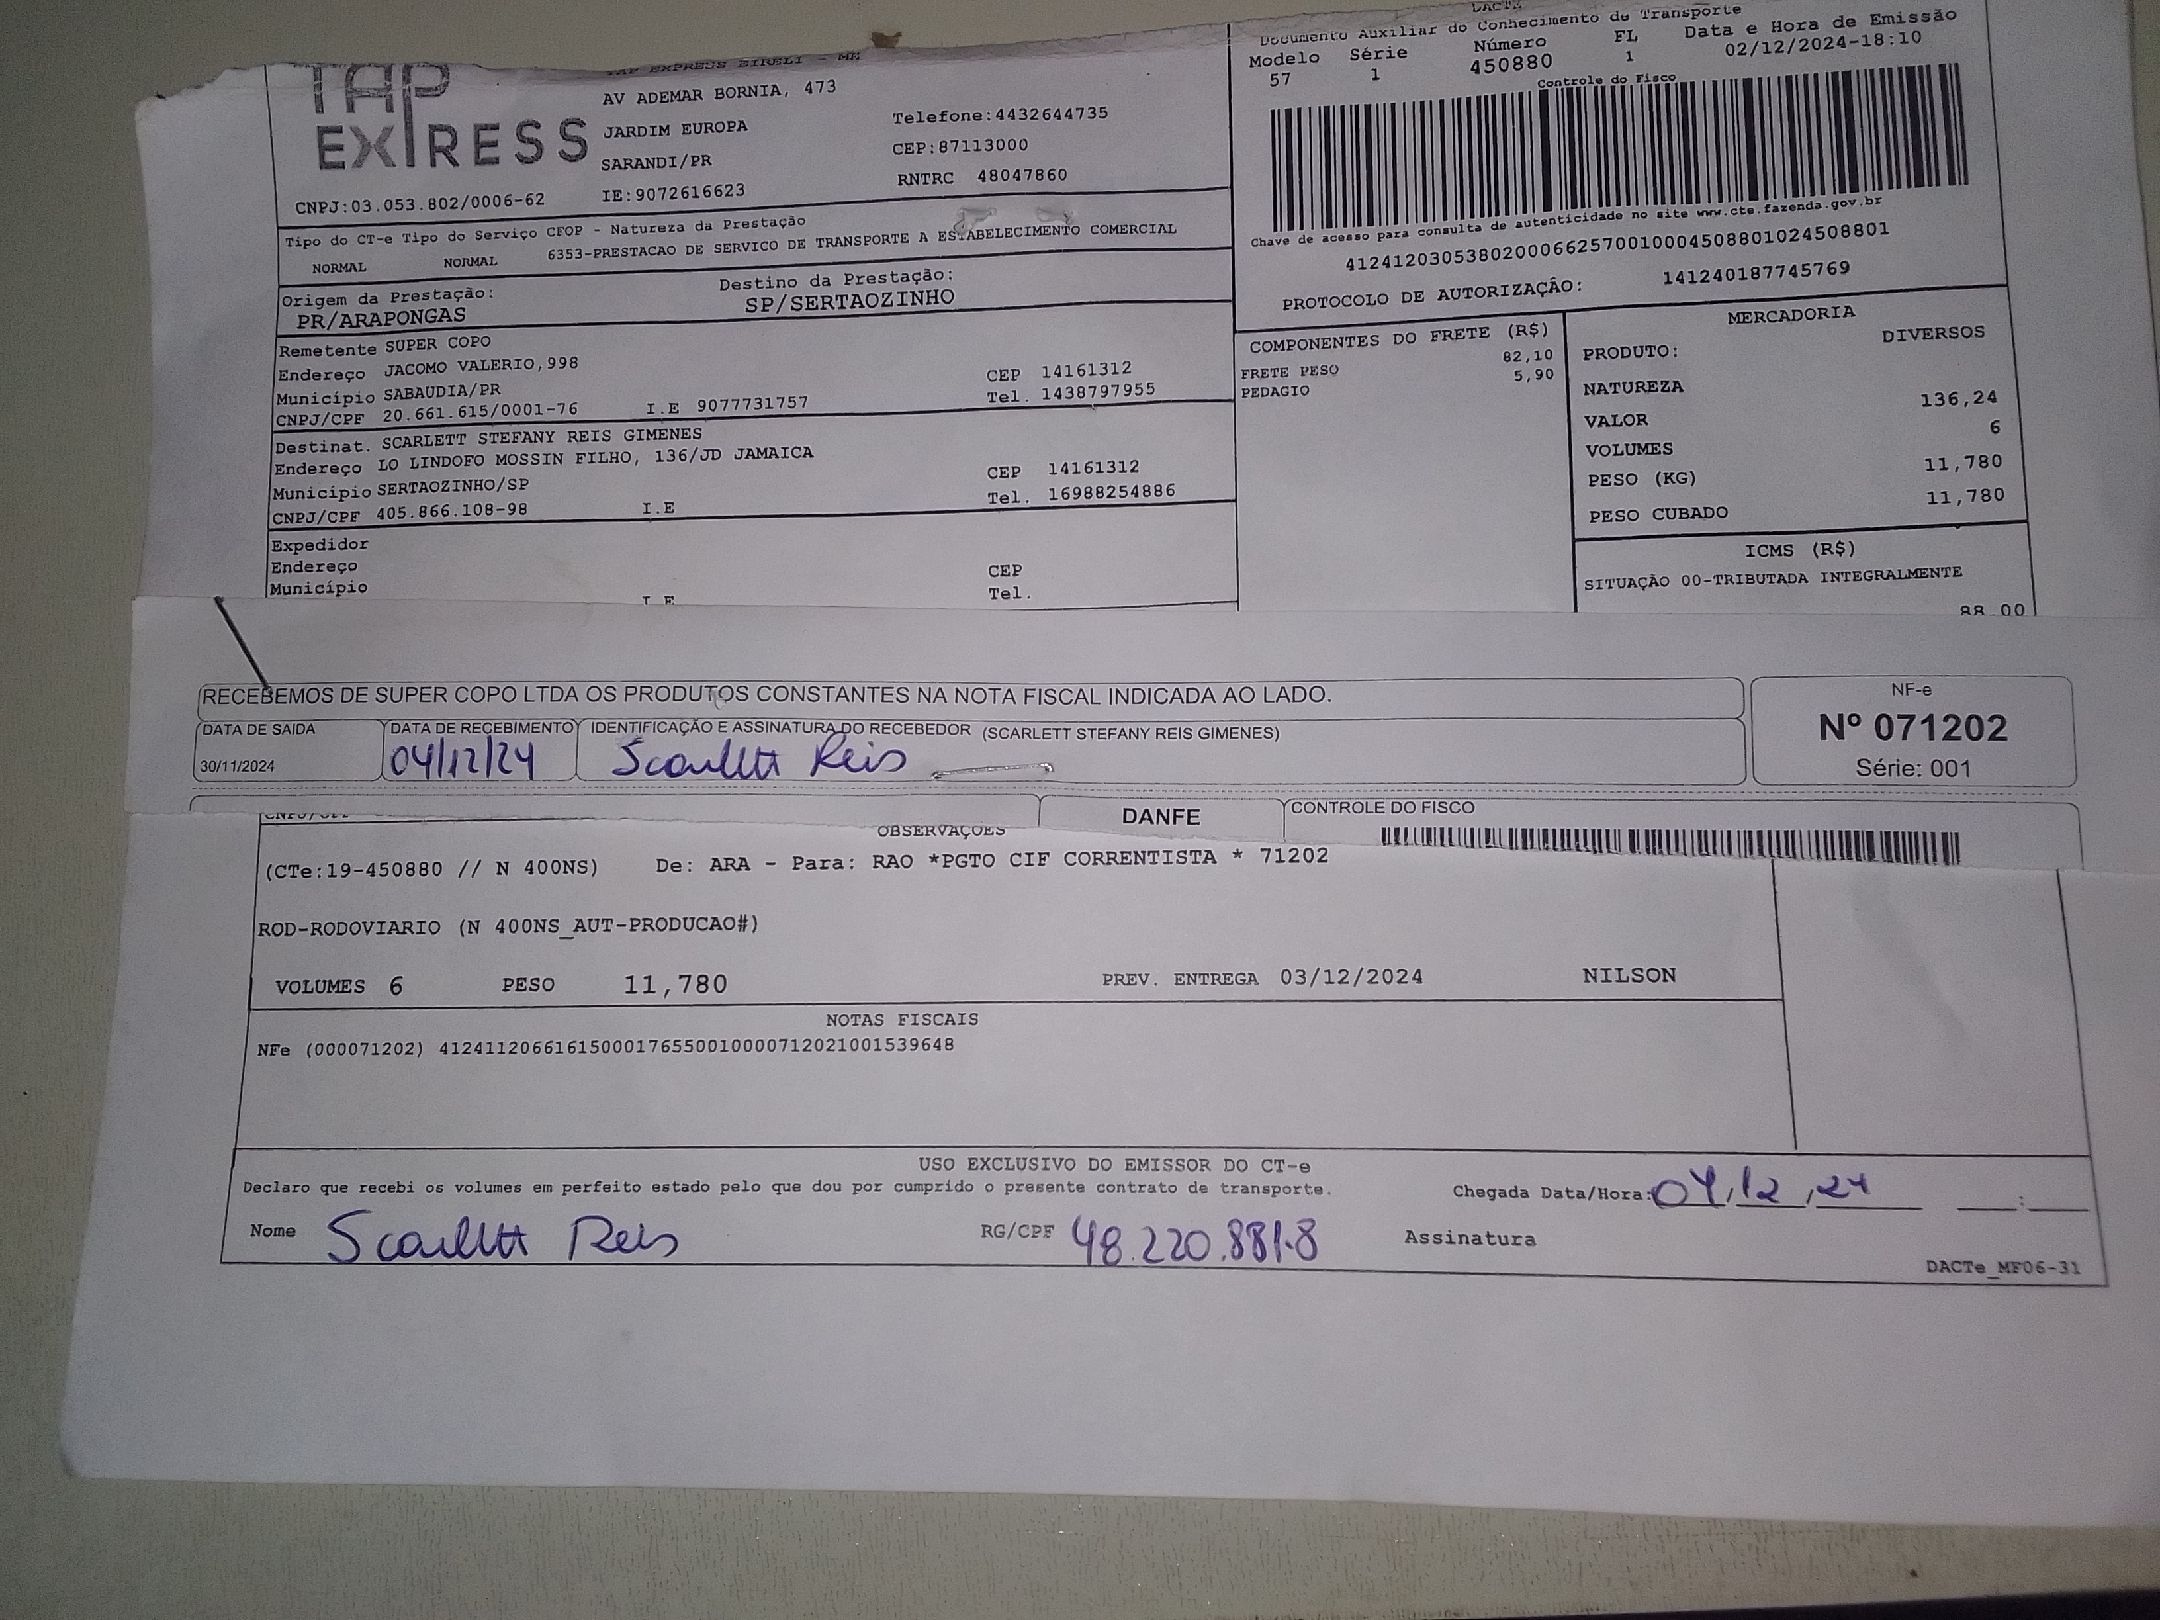 DACTE
Documento Auxiliar do Conhecimento de Transporte
Modelo Série Número FL Data e Hora de Emissão
57 1 450880 1 02/12/2024-18:10
Controle do Fisco
Chave de acesso para consulta de autenticidade no site www.cte.fazenda.gov.br
41241203053802000662570010004508801024508801
PROTOCOLO DE AUTORIZAÇÃO: 141240187745769
TAP EXPRESS
TAP EXPRESS EIRELI - ME
AV ADEMAR BORNIA, 473
JARDIM EUROPA Telefone:4432644735
SARANDI/PR CEP:87113000
CNPJ:03.053.802/0006-62 IE:9072616623 RNTRC 48047860
Tipo do CT-e Tipo do Serviço CFOP - Natureza da Prestação
NORMAL NORMAL 6353-PRESTACAO DE SERVICO DE TRANSPORTE A ESTABELECIMENTO COMERCIAL
Origem da Prestação: Destino da Prestação:
PR/ARAPONGAS SP/SERTAOZINHO
Remetente SUPER COPO
Endereço JACOMO VALERIO,998 CEP 14161312
Município SABAUDIA/PR Tel. 1438797955
CNPJ/CPF 20.661.615/0001-76 I.E 9077731757
Destinat. SCARLETT STEFANY REIS GIMENES
Endereço LO LINDOFO MOSSIN FILHO, 136/JD JAMAICA CEP 14161312
Município SERTAOZINHO/SP Tel. 16988254886
CNPJ/CPF 405.866.108-98 I.E
Expedidor
Endereço CEP
Município Tel.
I.E
COMPONENTES DO FRETE (R$)
FRETE PESO 82,10
PEDAGIO 5,90
MERCADORIA
PRODUTO: DIVERSOS
NATUREZA
VALOR 136,24
VOLUMES 6
PESO (KG) 11,780
PESO CUBADO 11,780
ICMS (R$)
SITUAÇÃO 00-TRIBUTADA INTEGRALMENTE
88,00
RECEBEMOS DE SUPER COPO LTDA OS PRODUTOS CONSTANTES NA NOTA FISCAL INDICADA AO LADO.
DATA DE SAIDA DATA DE RECEBIMENTO IDENTIFICAÇÃO E ASSINATURA DO RECEBEDOR (SCARLETT STEFANY REIS GIMENES)
30/11/2024 04/12/24 Scarlett Reis
NF-e
Nº 071202
Série: 001
CNPJ/CPF DANFE CONTROLE DO FISCO
OBSERVAÇÕES
(CTe:19-450880 // N 400NS) De: ARA - Para: RAO *PGTO CIF CORRENTISTA * 71202
ROD-RODOVIARIO (N 400NS_AUT-PRODUCAO#)
VOLUMES 6 PESO 11,780 PREV. ENTREGA 03/12/2024 NILSON
NOTAS FISCAIS
NFe (000071202) 41241120661615000176550010000712021001539648
USO EXCLUSIVO DO EMISSOR DO CT-e
Declaro que recebi os volumes em perfeito estado pelo que dou por cumprido o presente contrato de transporte. Chegada Data/Hora: 04,12,24 :
Nome Scarlett Reis RG/CPF 48.220.881-8 Assinatura
DACTe_MF06-31